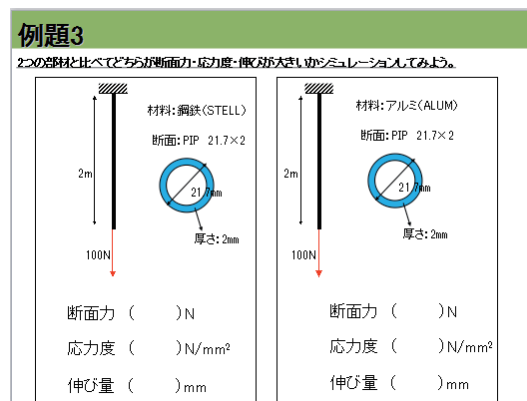 例題3
2つの部材と比べてどちらが断面力・応力度・伸びが大きいかシミュレーションしてみよう。
材料:鋼鉄(STELL)
断面:PIP 21.7×2
2m
21.7mm
厚さ:2mm
100N
断面力 ( )N
応力度 ( )N/mm²
伸び量 ( )mm
材料:アルミ(ALUM)
断面:PIP 21.7×2
2m
21.7mm
厚さ:2mm
100N
断面力 ( )N
応力度 ( )N/mm²
伸び量 ( )mm